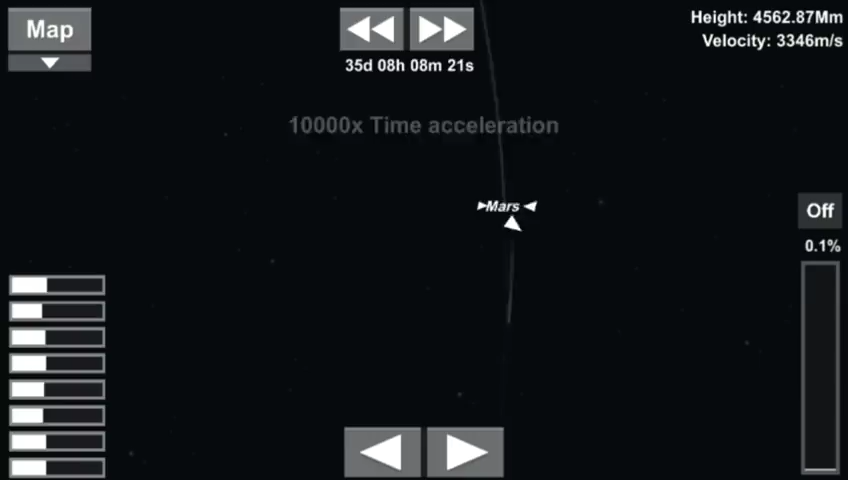 Map
35d 08h 08m 21s
Height: 4562.87Mm
Velocity: 3346m/s
10000x Time acceleration
Mars
Off
0.1%